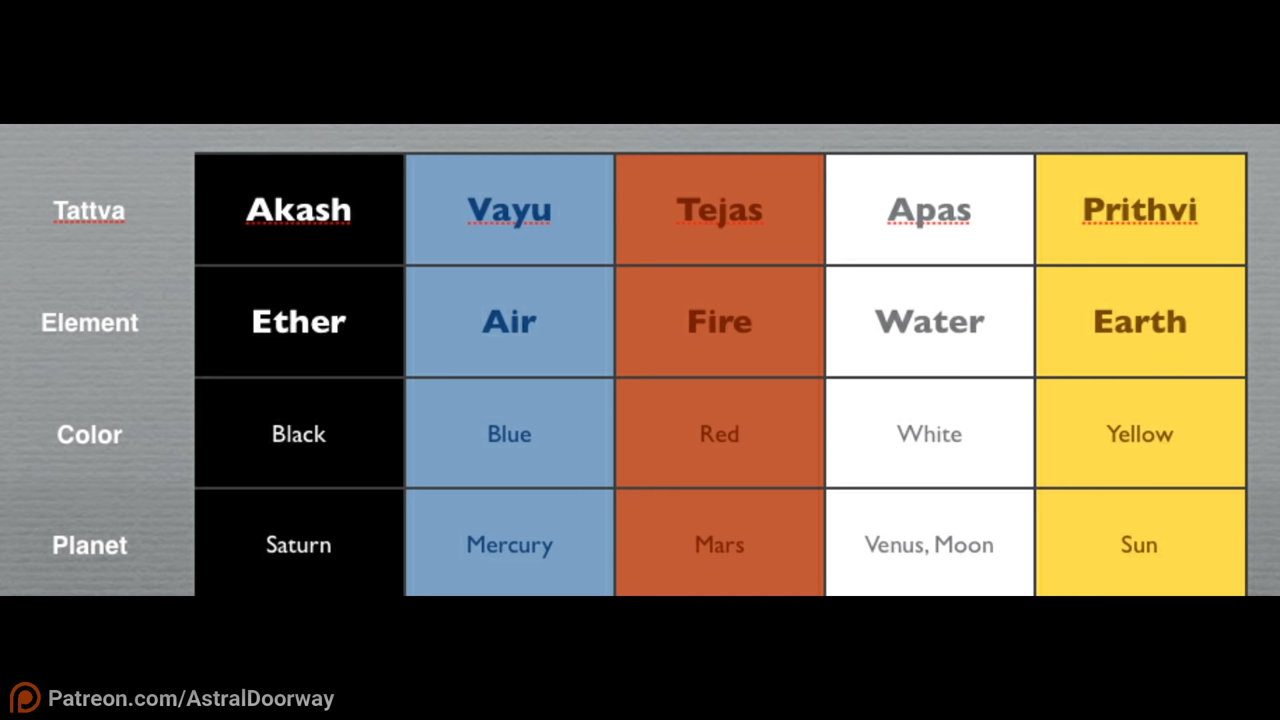 Tattva Akash Vayu Tejas Apas Prithvi
Element Ether Air Fire Water Earth
Color Black Blue Red White Yellow
Planet Saturn Mercury Mars Venus, Moon Sun
Patreon.com/AstralDoorway